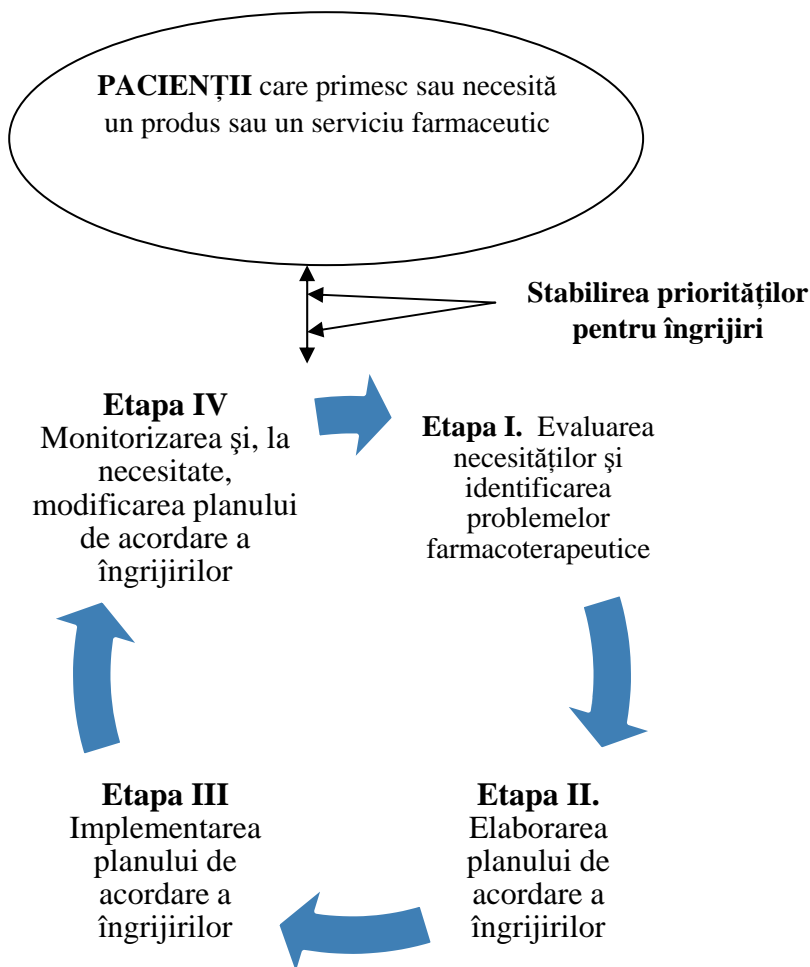 PACIENȚII care primesc sau necesită
un produs sau un serviciu farmaceutic
Stabilirea priorităților
pentru îngrijiri
Etapa I. Evaluarea
necesităților şi
identificarea
problemelor
farmacoterapeutice
Etapa II.
Elaborarea
planului de
acordare a
îngrijirilor
Etapa III
Implementarea
planului de
acordare a
îngrijirilor
Etapa IV
Monitorizarea şi, la
necesitate,
modificarea planului
de acordare a
îngrijirilor